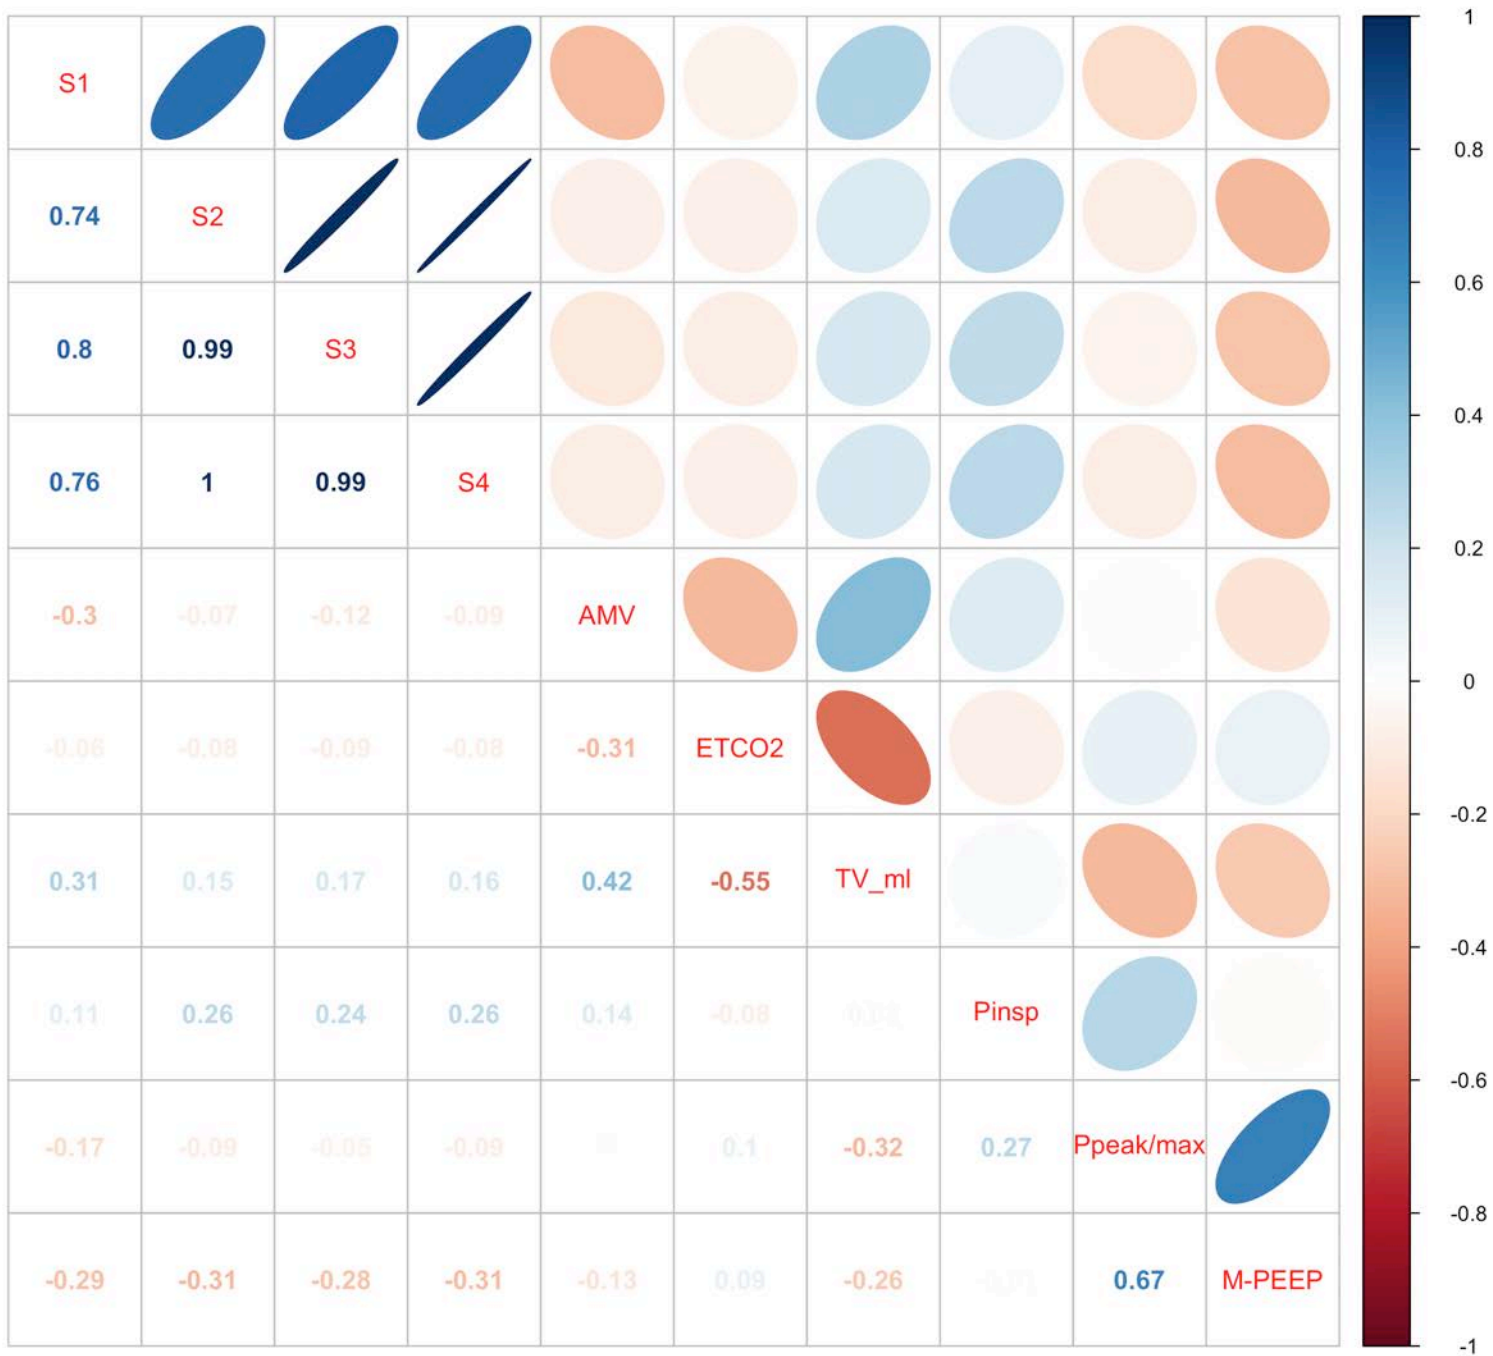 1
S1
0.8
0.74 S2
0.6
0.8 0.99 S3
0.4
0.76 1 0.99 S4
0.2
-0.3 -0.07 -0.12 -0.09 AMV
0
-0.06 -0.08 -0.09 -0.08 -0.31 ETCO2
-0.2
0.31 0.15 0.17 0.16 0.42 -0.55 TV_ml
-0.4
0.11 0.26 0.24 0.26 0.14 -0.08 Pinsp
-0.6
-0.17 -0.09 -0.05 -0.09 0.1 -0.32 0.27 Ppeak/max
-0.8
-0.29 -0.31 -0.28 -0.31 -0.13 0.09 -0.26 0.67 M-PEEP
-1